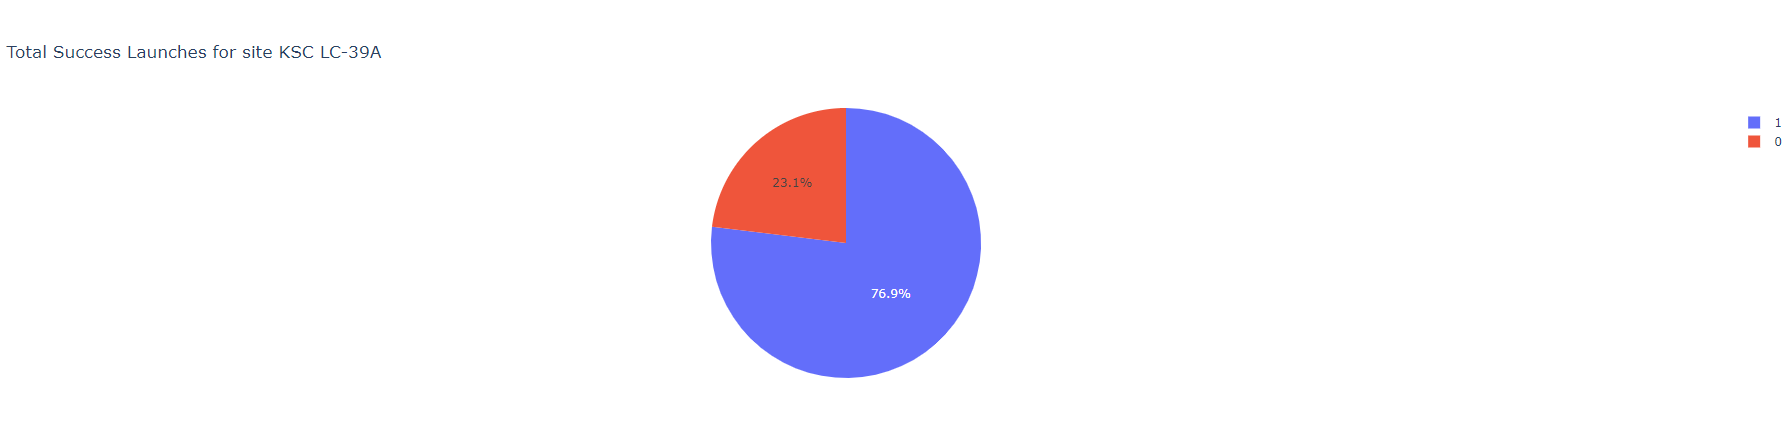 Total Success Launches for site KSC LC-39A
1
0
23.1%
76.9%